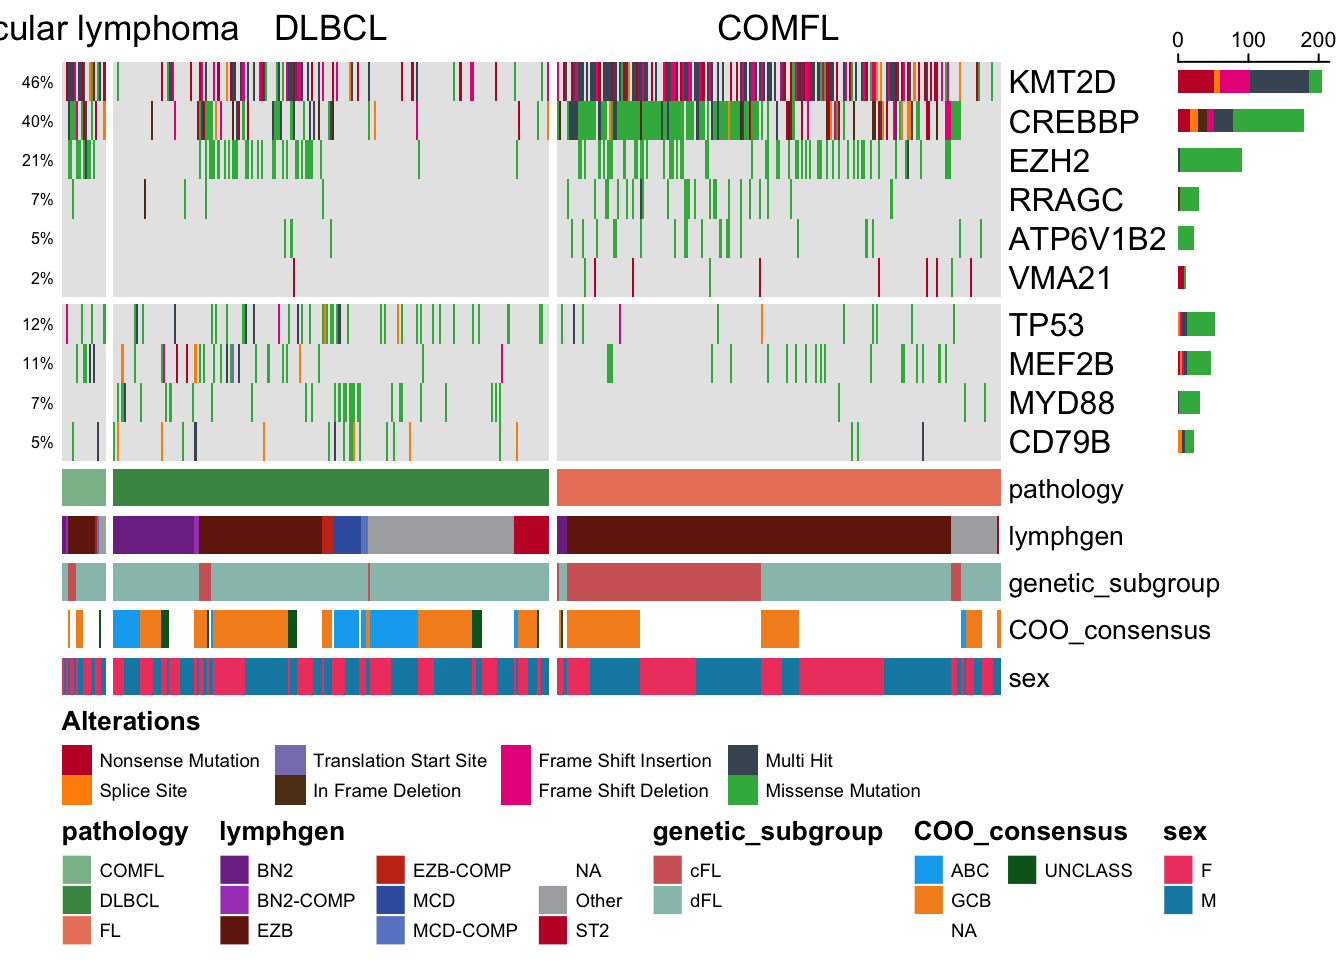 cular lymphoma DLBCL COMFL
0 100 200
46% KMT2D
40% CREBBP
21% EZH2
7% RRAGC
5% ATP6V1B2
2% VMA21
12% TP53
11% MEF2B
7% MYD88
5% CD79B
pathology
lymphgen
genetic_subgroup
COO_consensus
sex
Alterations
Nonsense Mutation Translation Start Site Frame Shift Insertion Multi Hit
Splice Site In Frame Deletion Frame Shift Deletion Missense Mutation
pathology lymphgen genetic_subgroup COO_consensus sex
COMFL BN2 EZB-COMP NA cFL ABC UNCLASS F
DLBCL BN2-COMP MCD Other dFL GCB M
FL EZB MCD-COMP ST2 NA